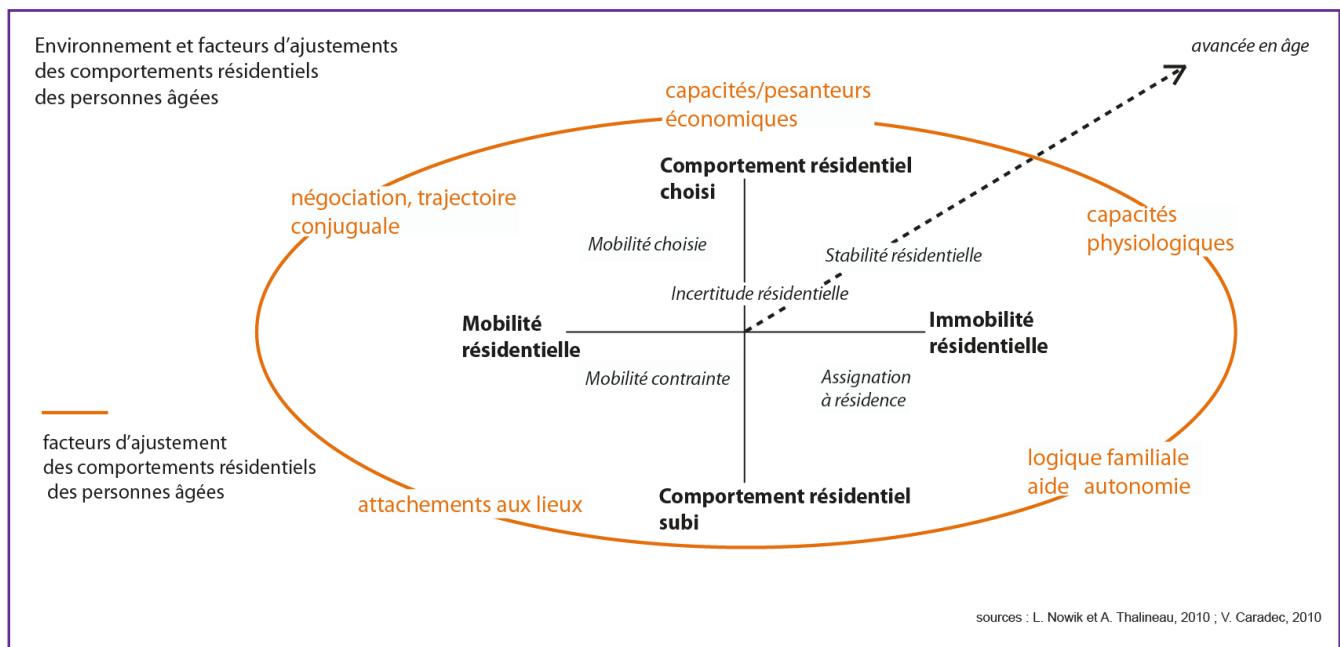 Environnement et facteurs d'ajustements
des comportements résidentiels
des personnes âgées
avancée en âge
capacités/pesanteurs
économiques
Comportement résidentiel
choisi
négociation, trajectoire
conjuguale
capacités
physiologiques
Mobilité choisie
Stabilité résidentielle
Incertitude résidentielle
Mobilité
résidentielle
Immobilité
résidentielle
Mobilité contrainte
Assignation
à résidence
facteurs d'ajustement
des comportements résidentiels
des personnes âgées
logique familiale
aide autonomie
attachements aux lieux
Comportement résidentiel
subi
sources : L. Nowik et A. Thalineau, 2010 ; V. Caradec, 2010